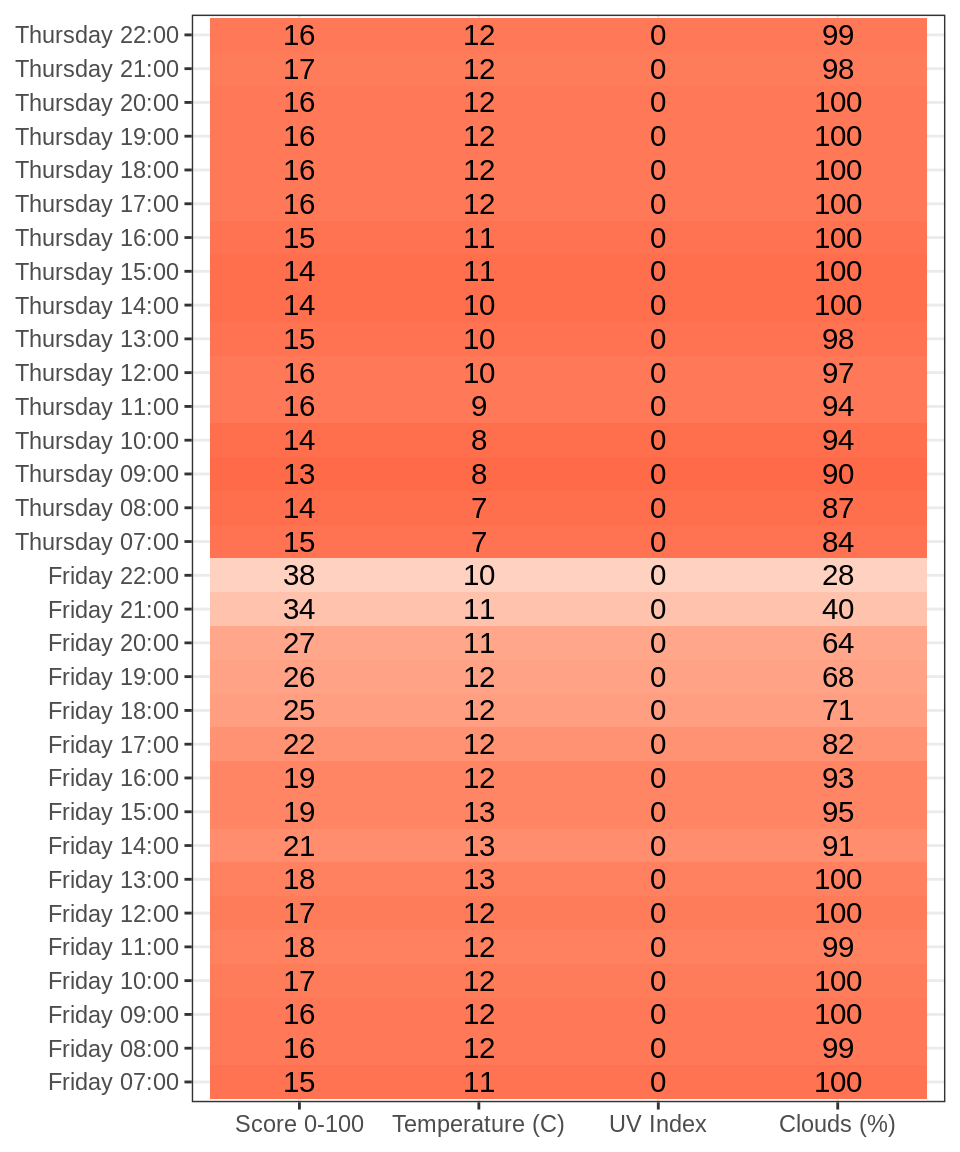 Thursday 22:00 16 12 0 99
Thursday 21:00 17 12 0 98
Thursday 20:00 16 12 0 100
Thursday 19:00 16 12 0 100
Thursday 18:00 16 12 0 100
Thursday 17:00 16 12 0 100
Thursday 16:00 15 11 0 100
Thursday 15:00 14 11 0 100
Thursday 14:00 14 10 0 100
Thursday 13:00 15 10 0 98
Thursday 12:00 16 10 0 97
Thursday 11:00 16 9 0 94
Thursday 10:00 14 8 0 94
Thursday 09:00 13 8 0 90
Thursday 08:00 14 7 0 87
Thursday 07:00 15 7 0 84
Friday 22:00 38 10 0 28
Friday 21:00 34 11 0 40
Friday 20:00 27 11 0 64
Friday 19:00 26 12 0 68
Friday 18:00 25 12 0 71
Friday 17:00 22 12 0 82
Friday 16:00 19 12 0 93
Friday 15:00 19 13 0 95
Friday 14:00 21 13 0 91
Friday 13:00 18 13 0 100
Friday 12:00 17 12 0 100
Friday 11:00 18 12 0 99
Friday 10:00 17 12 0 100
Friday 09:00 16 12 0 100
Friday 08:00 16 12 0 99
Friday 07:00 15 11 0 100
Score 0-100 Temperature (C) UV Index Clouds (%)